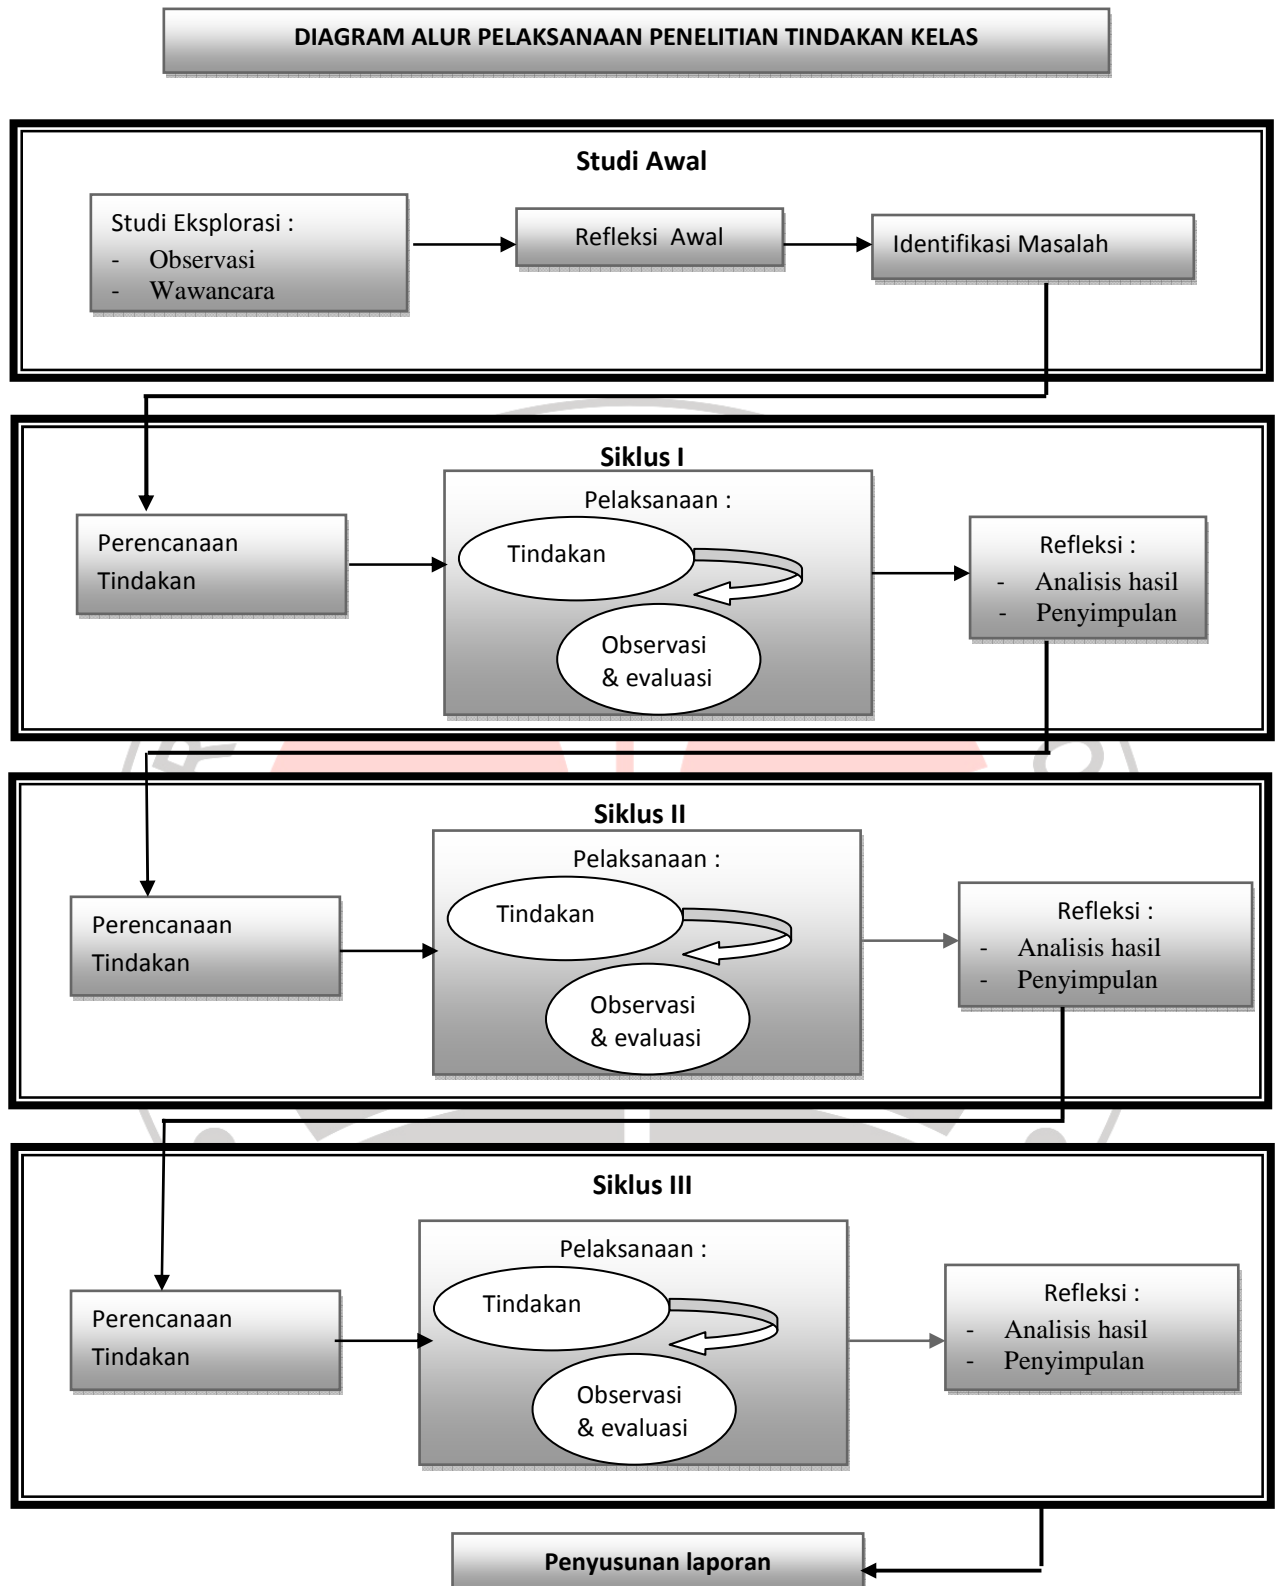 DIAGRAM ALUR PELAKSANAAN PENELITIAN TINDAKAN KELAS
Studi Awal
Studi Eksplorasi :
- Observasi
- Wawancara
Refleksi Awal
Identifikasi Masalah
Siklus I
Perencanaan
Tindakan
Pelaksanaan :
Tindakan
Observasi
& evaluasi
Refleksi :
- Analisis hasil
- Penyimpulan
Siklus II
Perencanaan
Tindakan
Pelaksanaan :
Tindakan
Observasi
& evaluasi
Refleksi :
- Analisis hasil
- Penyimpulan
Siklus III
Perencanaan
Tindakan
Pelaksanaan :
Tindakan
Observasi
& evaluasi
Refleksi :
- Analisis hasil
- Penyimpulan
Penyusunan laporan